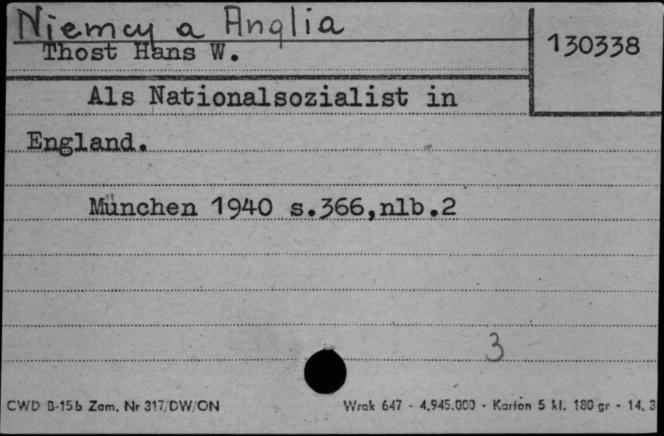 Niemcy a Anglia
130338
Thost Hans W.
Als Nationalsozialist in
England.
München 1940 s.366,nlb.2
3
CWD B-15b Zam. Nr 317/DW/ON
Wrak 647 - 4.945.000 - Karton 5 kl. 180 gr - 14. 3